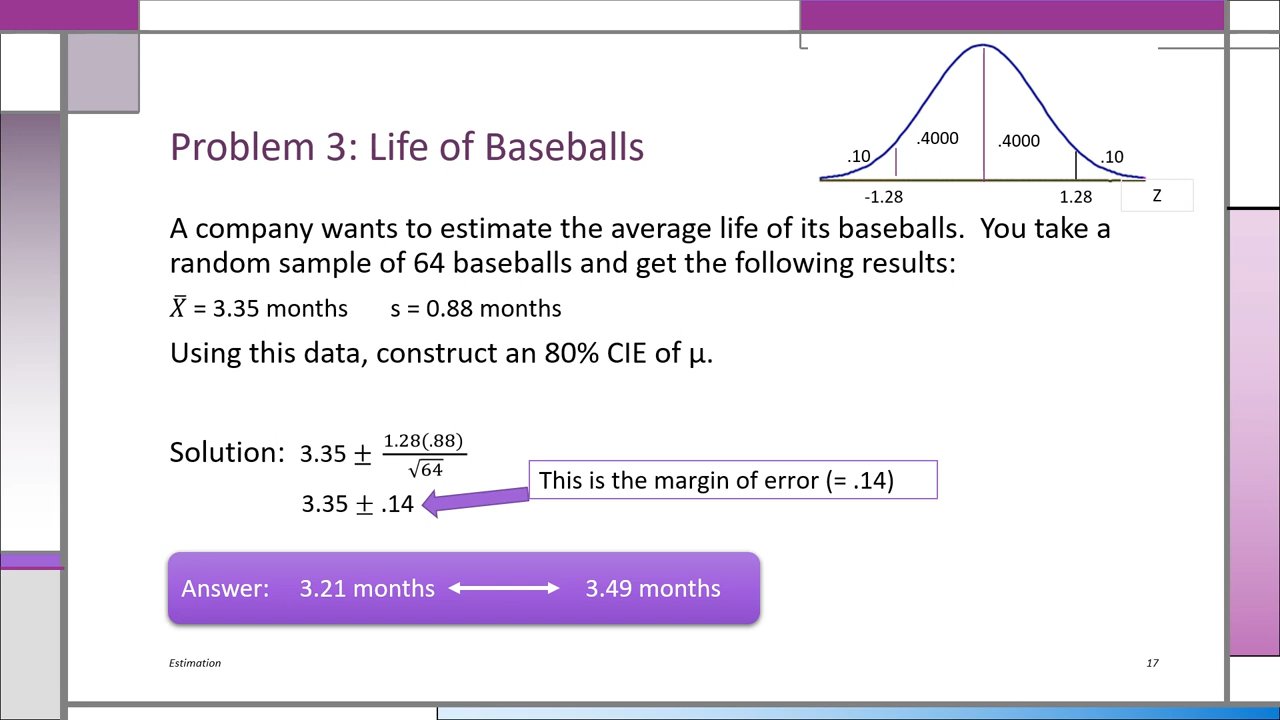 Problem 3: Life of Baseballs
.10
.4000
.4000
.10
-1.28
1.28
Z
A company wants to estimate the average life of its baseballs. You take a
random sample of 64 baseballs and get the following results:
X̄ = 3.35 months s = 0.88 months
Using this data, construct an 80% CIE of μ.
Solution: 3.35 ± 1.28(.88)/√64
This is the margin of error (= .14)
3.35 ± .14
Answer: 3.21 months ⟷ 3.49 months
Estimation
17